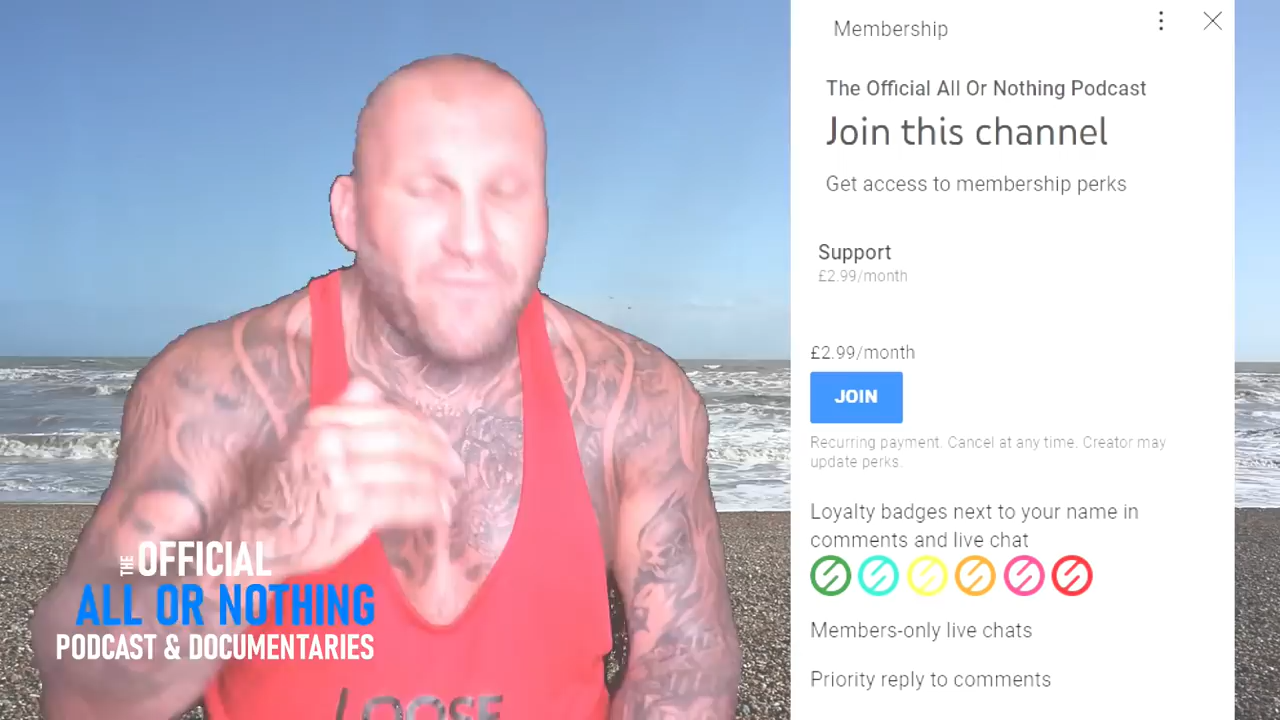 THE OFFICIAL
ALL OR NOTHING
PODCAST & DOCUMENTARIES
LOOSE
Membership
The Official All Or Nothing Podcast
Join this channel
Get access to membership perks
Support
£2.99/month
£2.99/month
JOIN
Recurring payment. Cancel at any time. Creator may
update perks.
Loyalty badges next to your name in
comments and live chat
Members-only live chats
Priority reply to comments